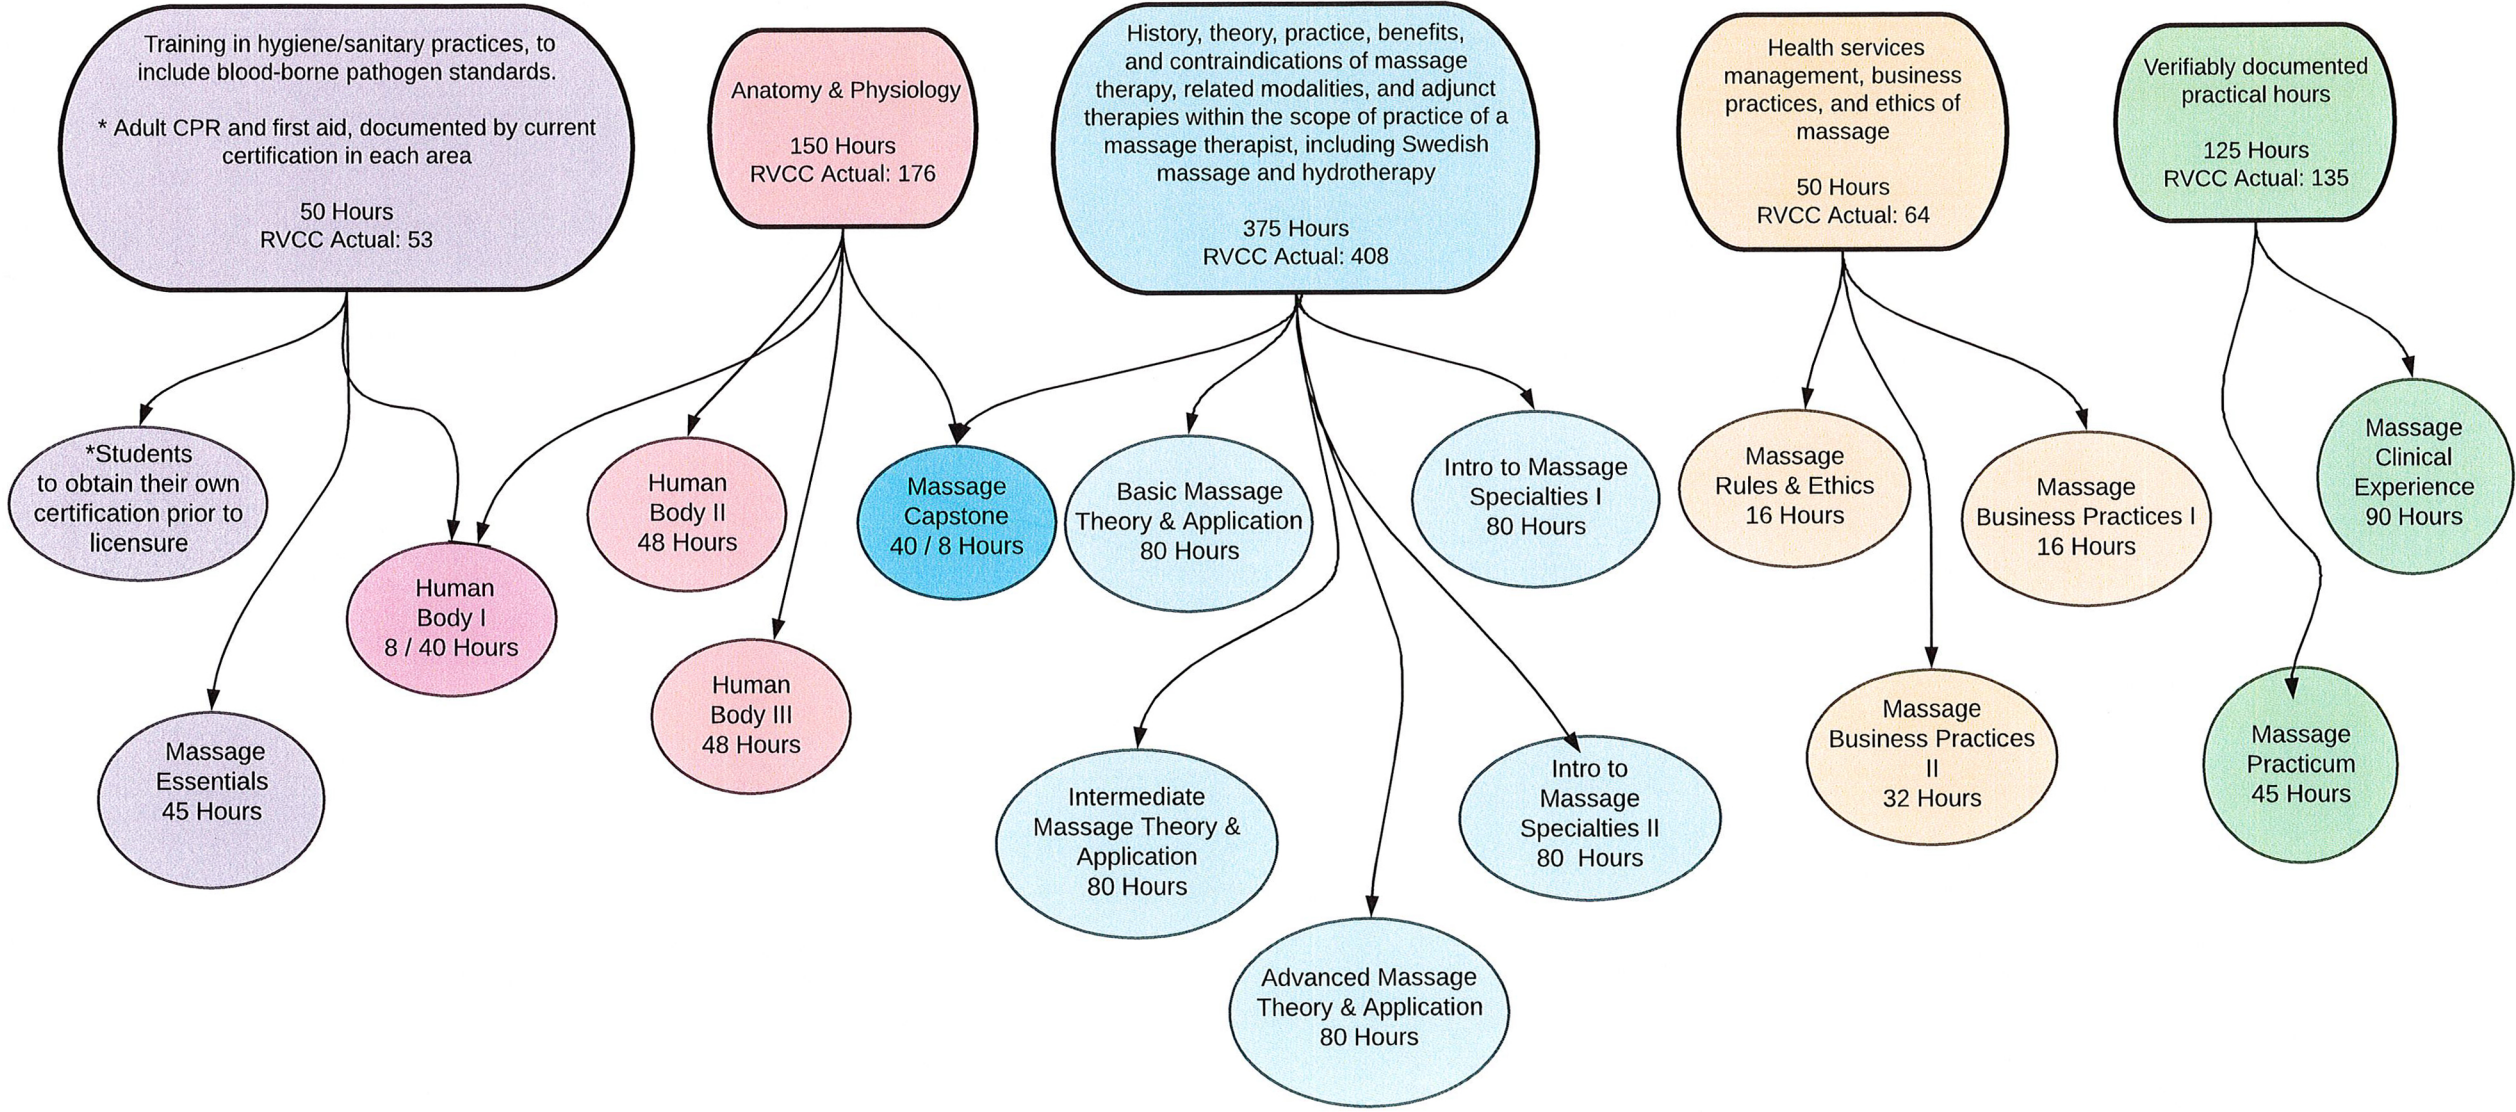 Training in hygiene/sanitary practices, to
include blood-borne pathogen standards.
* Adult CPR and first aid, documented by current
certification in each area
50 Hours
RVCC Actual: 53
Anatomy & Physiology
150 Hours
RVCC Actual: 176
History, theory, practice, benefits,
and contraindications of massage
therapy, related modalities, and adjunct
therapies within the scope of practice of a
massage therapist, including Swedish
massage and hydrotherapy
375 Hours
RVCC Actual: 408
Health services
management, business
practices, and ethics of
massage
50 Hours
RVCC Actual: 64
Verifiably documented
practical hours
125 Hours
RVCC Actual: 135
*Students
to obtain their own
certification prior to
licensure
Massage
Essentials
45 Hours
Human
Body I
8 / 40 Hours
Human
Body II
48 Hours
Human
Body III
48 Hours
Massage
Capstone
40 / 8 Hours
Basic Massage
Theory & Application
80 Hours
Intro to Massage
Specialties I
80 Hours
Intermediate
Massage Theory &
Application
80 Hours
Advanced Massage
Theory & Application
80 Hours
Intro to
Massage
Specialties II
80 Hours
Massage
Rules & Ethics
16 Hours
Massage
Business Practices I
16 Hours
Massage
Business Practices
II
32 Hours
Massage
Clinical
Experience
90 Hours
Massage
Practicum
45 Hours